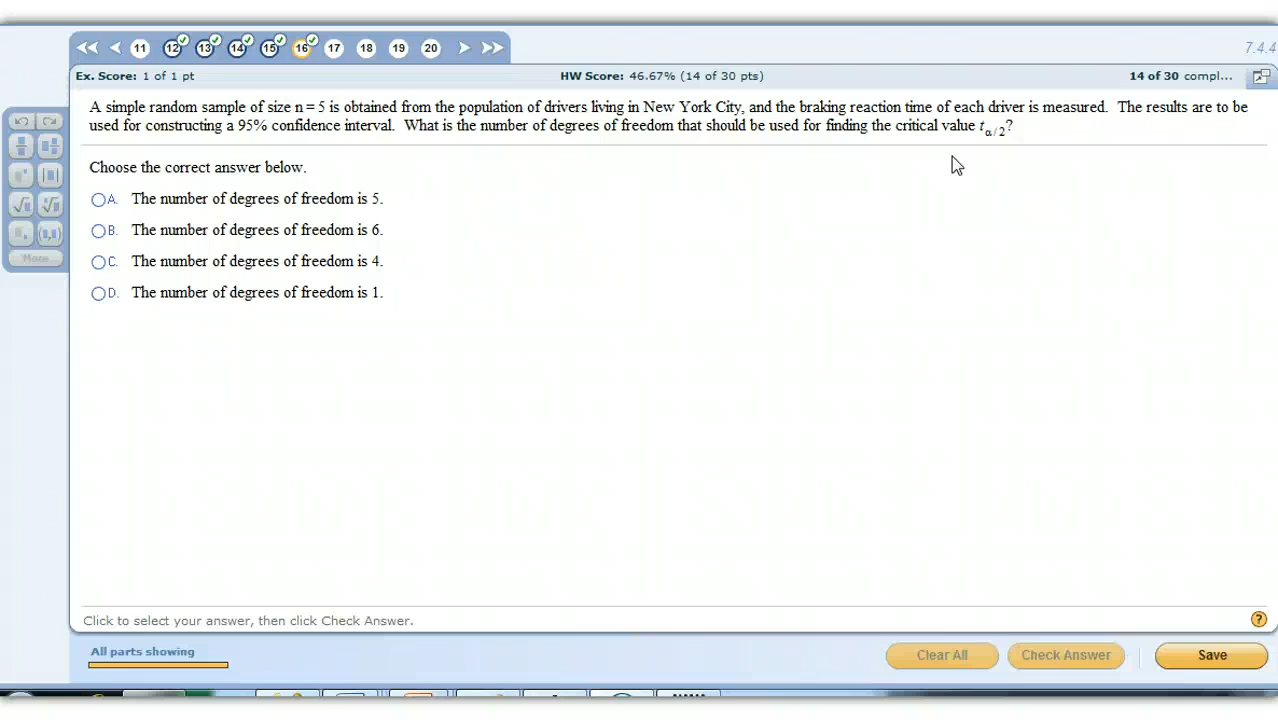 11 12 13 14 15 16 17 18 19 20
7.4.4
Ex. Score: 1 of 1 pt HW Score: 46.67% (14 of 30 pts) 14 of 30 compl...
A simple random sample of size n = 5 is obtained from the population of drivers living in New York City, and the braking reaction time of each driver is measured. The results are to be
used for constructing a 95% confidence interval. What is the number of degrees of freedom that should be used for finding the critical value t α/2?
Choose the correct answer below.
A. The number of degrees of freedom is 5.
B. The number of degrees of freedom is 6.
C. The number of degrees of freedom is 4.
D. The number of degrees of freedom is 1.
More
Click to select your answer, then click Check Answer. ?
All parts showing
Clear All Check Answer Save